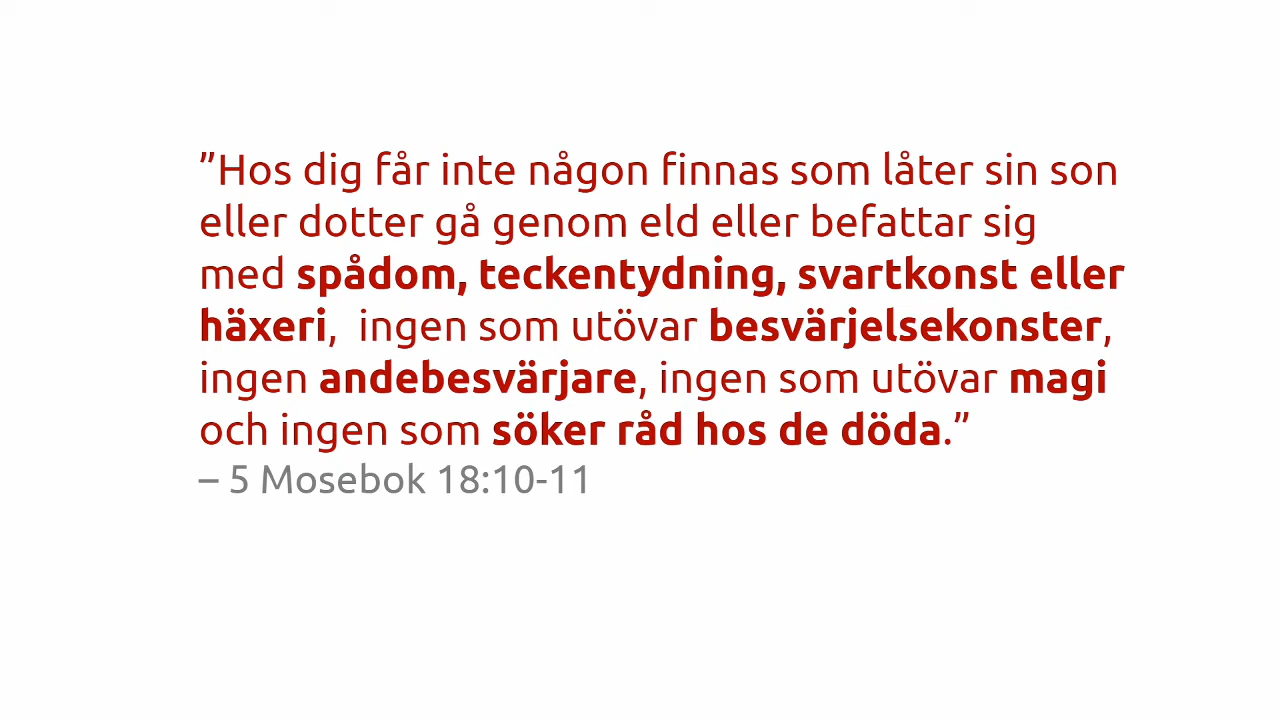 ”Hos dig får inte någon finnas som låter sin son
eller dotter gå genom eld eller befattar sig
med spådom, teckentydning, svartkonst eller
häxeri,  ingen som utövar besvärjelsekonster,
ingen andebesvärjare, ingen som utövar magi
och ingen som söker råd hos de döda.”
– 5 Mosebok 18:10-11